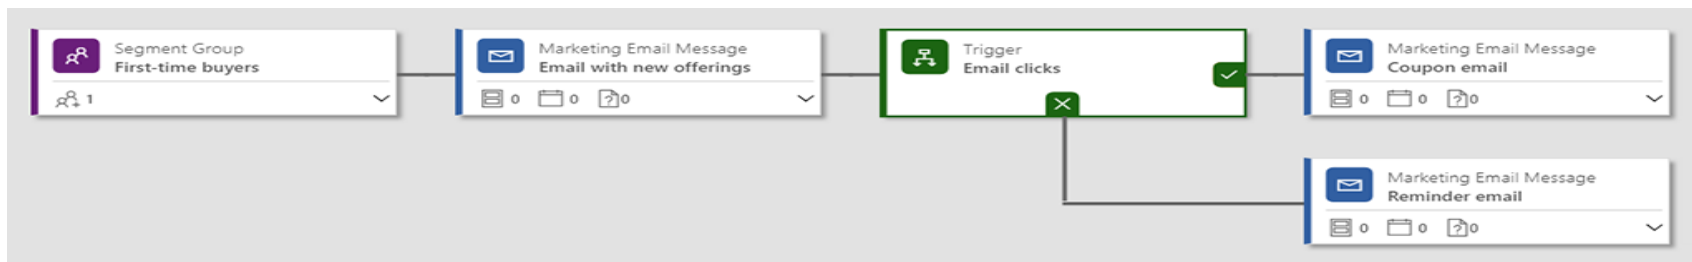 Segment Group
First-time buyers
1
Marketing Email Message
Email with new offerings
0 0 0
Trigger
Email clicks
Marketing Email Message
Coupon email
0 0 0
Marketing Email Message
Reminder email
0 0 0